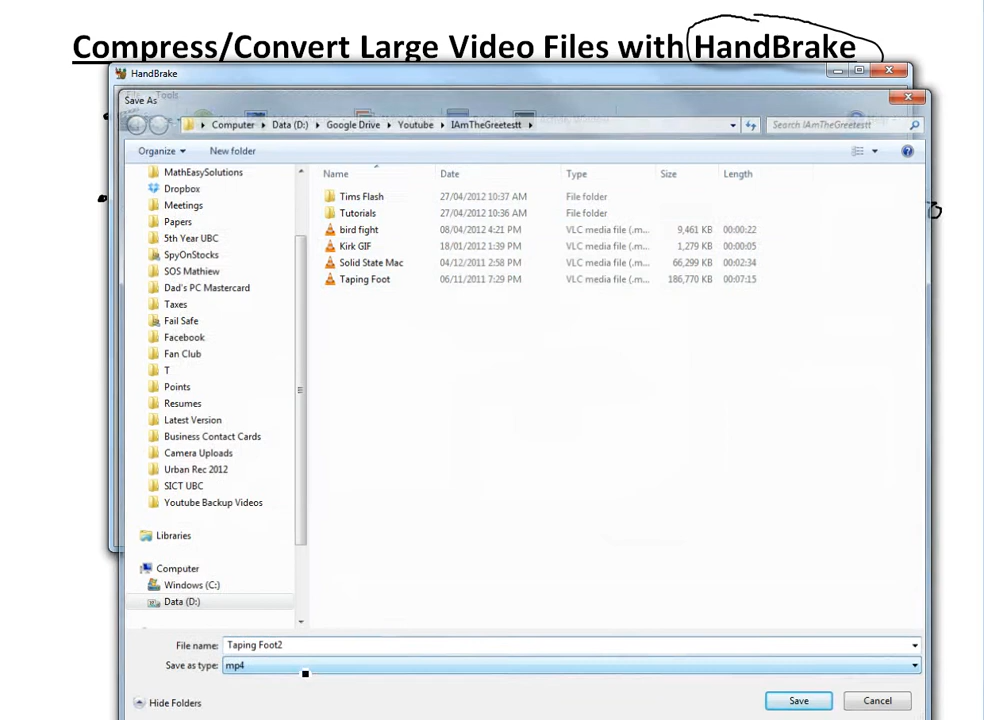 Compress/Convert Large Video Files with HandBrake
HandBrake
Tools
Save As
Computer Data (D:) Google Drive Youtube IAmTheGreetestt Search IAmTheGreetestt
Organize New folder
Name Date Type Size Length
MathEasySolutions
Dropbox
Meetings
Papers
5th Year UBC
SpyOnStocks
SOS Mathiew
Dad's PC Mastercard
Taxes
Fail Safe
Facebook
Fan Club
T
Points
Resumes
Latest Version
Business Contact Cards
Camera Uploads
Urban Rec 2012
SICT UBC
Youtube Backup Videos
Libraries
Computer
Windows (C:)
Data (D:)
Tims Flash 27/04/2012 10:37 AM File folder
Tutorials 27/04/2012 10:36 AM File folder
bird fight 08/04/2012 4:21 PM VLC media file (.m... 9,461 KB 00:00:22
Kirk GIF 18/01/2012 1:39 PM VLC media file (.m... 1,279 KB 00:00:05
Solid State Mac 04/12/2011 2:58 PM VLC media file (.m... 66,299 KB 00:02:34
Taping Foot 06/11/2011 7:29 PM VLC media file (.m... 186,770 KB 00:07:15
File name: Taping Foot2
Save as type: mp4
Hide Folders Save Cancel